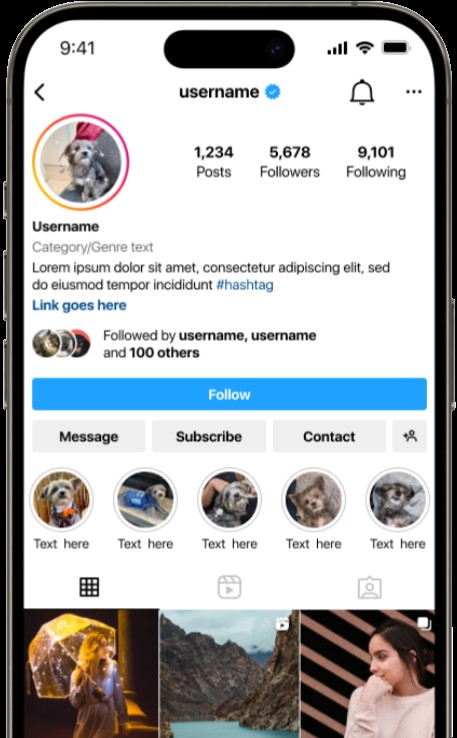 9:41
username
1,234 5,678 9,101
Posts Followers Following
Username
Category/Genre text
Lorem ipsum dolor sit amet, consectetur adipiscing elit, sed
do eiusmod tempor incididunt #hashtag
Link goes here
Followed by username, username
and 100 others
Follow
Message Subscribe Contact
Text here Text here Text here Text here Text here